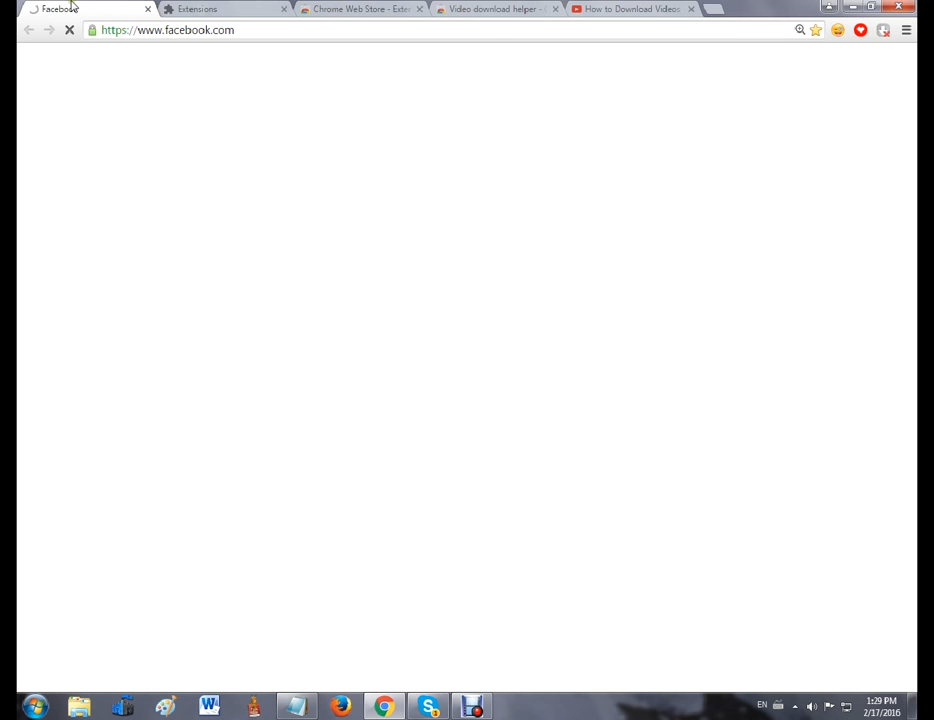 Facebook
Extensions
Chrome Web Store - Exte
Video download helper -
How to Download Videos
https://www.facebook.com
EN
1:29 PM
2/17/2016